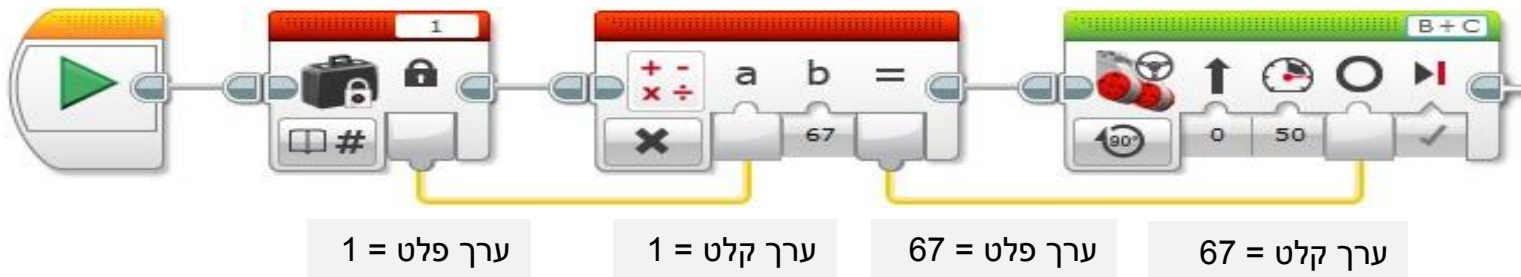 1
B + C
+ -
× ÷
a b =
#
67
90°
0 50
ערך פלט = 1
ערך קלט = 1
ערך פלט = 67
ערך קלט = 67